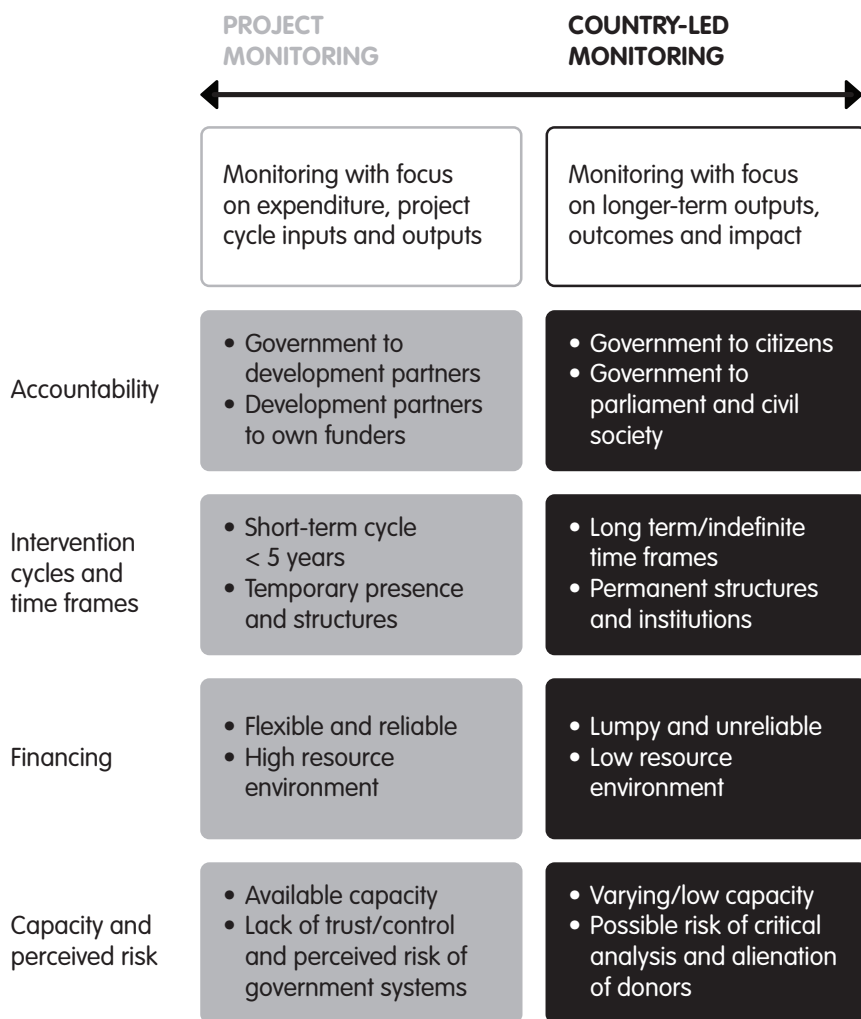 PROJECT
MONITORING
COUNTRY-LED
MONITORING
Monitoring with focus
on expenditure, project
cycle inputs and outputs
Monitoring with focus
on longer-term outputs,
outcomes and impact
Accountability
• Government to
development partners
• Development partners
to own funders
• Government to citizens
• Government to
parliament and civil
society
Intervention
cycles and
time frames
• Short-term cycle
< 5 years
• Temporary presence
and structures
• Long term/indefinite
time frames
• Permanent structures
and institutions
Financing
• Flexible and reliable
• High resource
environment
• Lumpy and unreliable
• Low resource
environment
Capacity and
perceived risk
• Available capacity
• Lack of trust/control
and perceived risk of
government systems
• Varying/low capacity
• Possible risk of critical
analysis and alienation
of donors